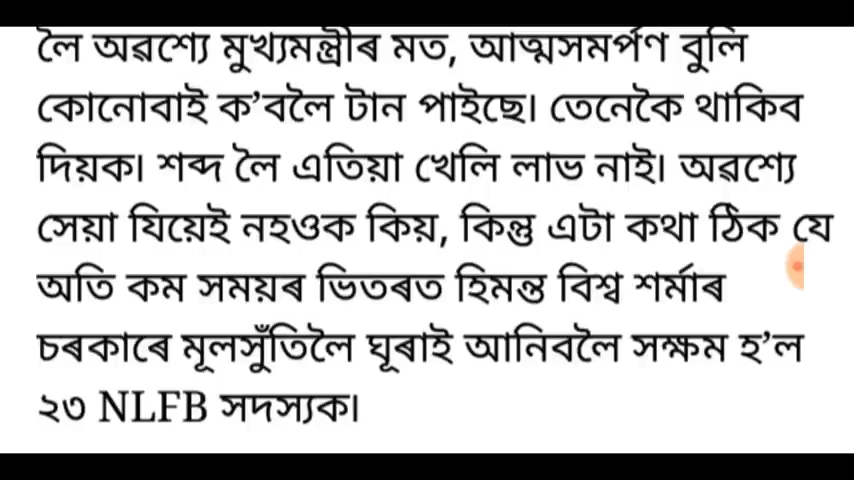 লৈ অৱশ্যে মুখ্যমন্ত্ৰীৰ মত, আত্মসমৰ্পণ বুলি
কোনোবাই ক’বলৈ টান পাইছে। তেনেকৈ থাকিব
দিয়ক। শব্দ লৈ এতিয়া খেলি লাভ নাই। অৱশ্যে
সেয়া যিয়েই নহওক কিয়, কিন্তু এটা কথা ঠিক যে
অতি কম সময়ৰ ভিতৰত হিমন্ত বিশ্ব শৰ্মাৰ
চৰকাৰে মূলসুঁতিলৈ ঘূৰাই আনিবলৈ সক্ষম হ’ল
২৩ NLFB সদস্যক।